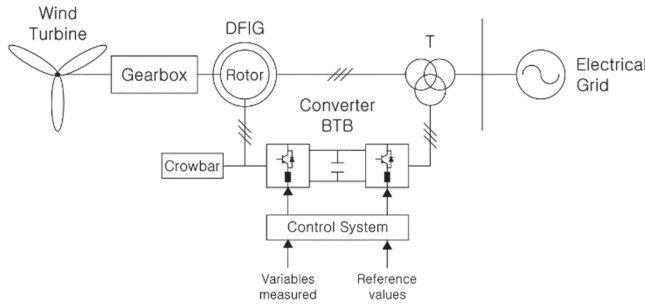 Wind
Turbine
DFIG
T
Gearbox
Rotor
Electrical
Grid
Converter
BTB
Crowbar
Control System
Variables
measured
Reference
values